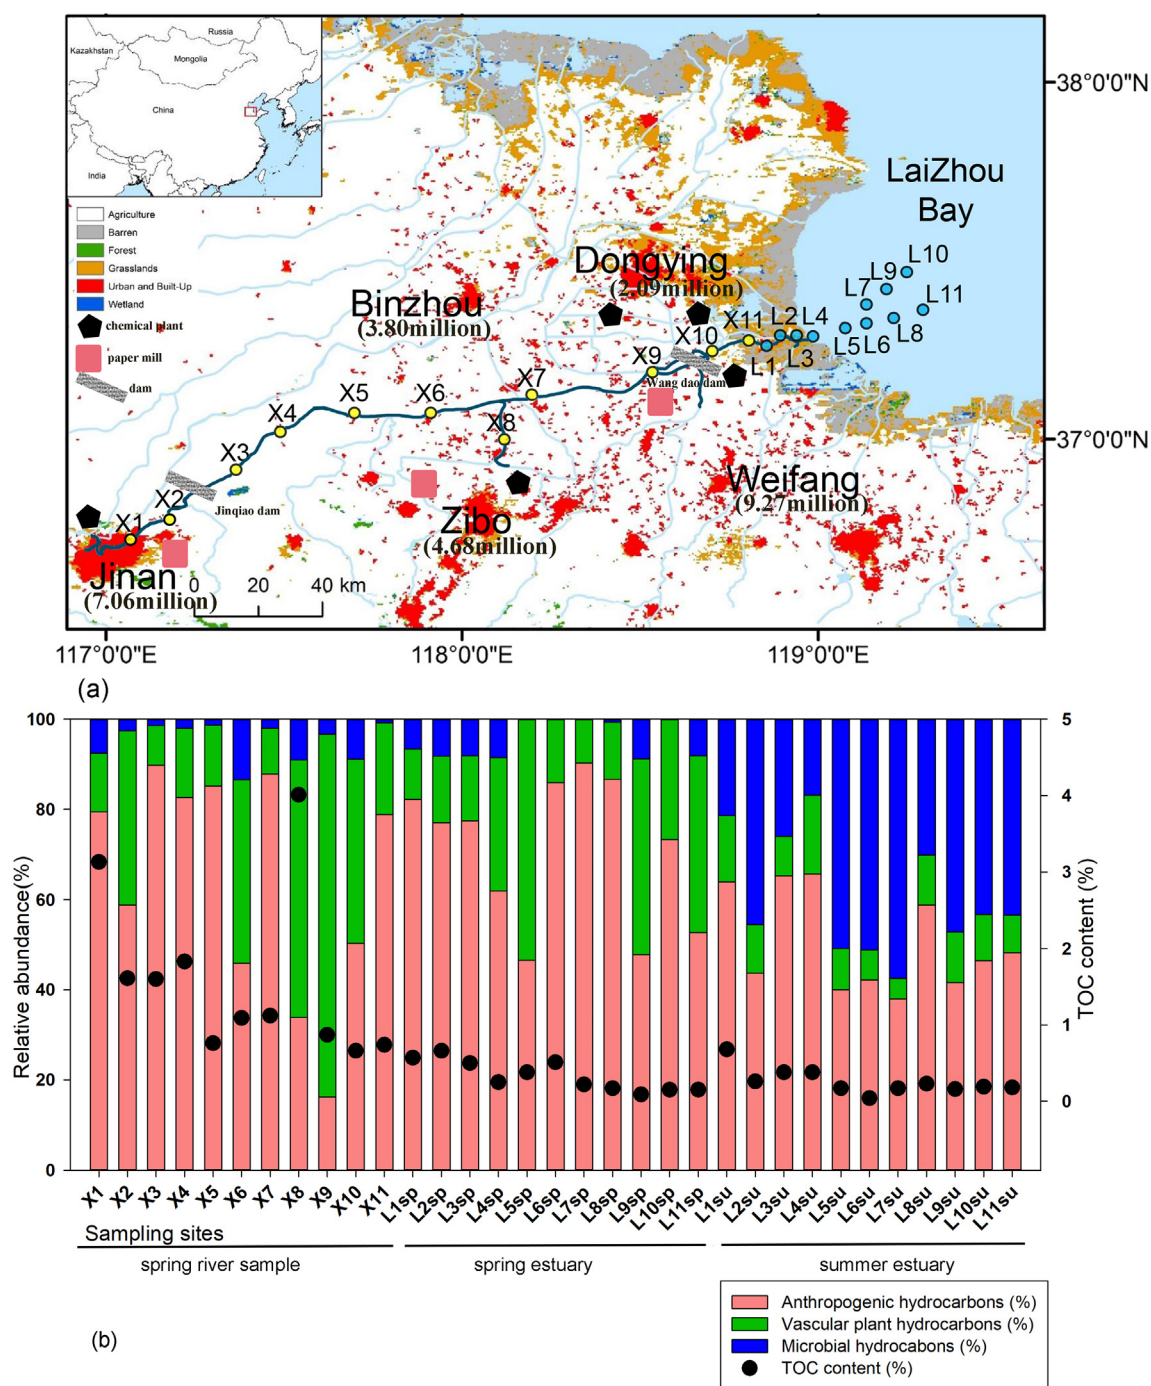 Russia
Kazakhstan
Mongolia
China
India
38°0'0"N
LaiZhou
Bay
Agriculture
Barren
Forest
Grasslands
Urban and Built-Up
Wetland
chemical plant
paper mill
dam
Dongying
(2.09million)
Binzhou
(3.80million)
L10
L9
L7
L11
L8
L5
L6
X11
L2
L4
L1
L3
X10
X9
Wang dao dam
X7
X6
X5
X4
X8
37°0'0"N
X3
X2
Jinqiao dam
X1
Weifang
(9.27million)
Zibo
(4.68million)
Jinan
(7.06million)
0 20 40 km
117°0'0"E 118°0'0"E 119°0'0"E
(a)
Relative abundance(%)
100
80
60
40
20
0
TOC content (%)
5
4
3
2
1
0
X1 X2 X3 X4 X5 X6 X7 X8 X9 X10 X11 L1sp L2sp L3sp L4sp L5sp L6sp L7sp L8sp L9sp L10sp L11sp L1su L2su L3su L4su L5su L6su L7su L8su L9su L10su L11su
Sampling sites
spring river sample spring estuary summer estuary
Anthropogenic hydrocarbons (%)
Vascular plant hydrocarbons (%)
Microbial hydrocabons (%)
TOC content (%)
(b)